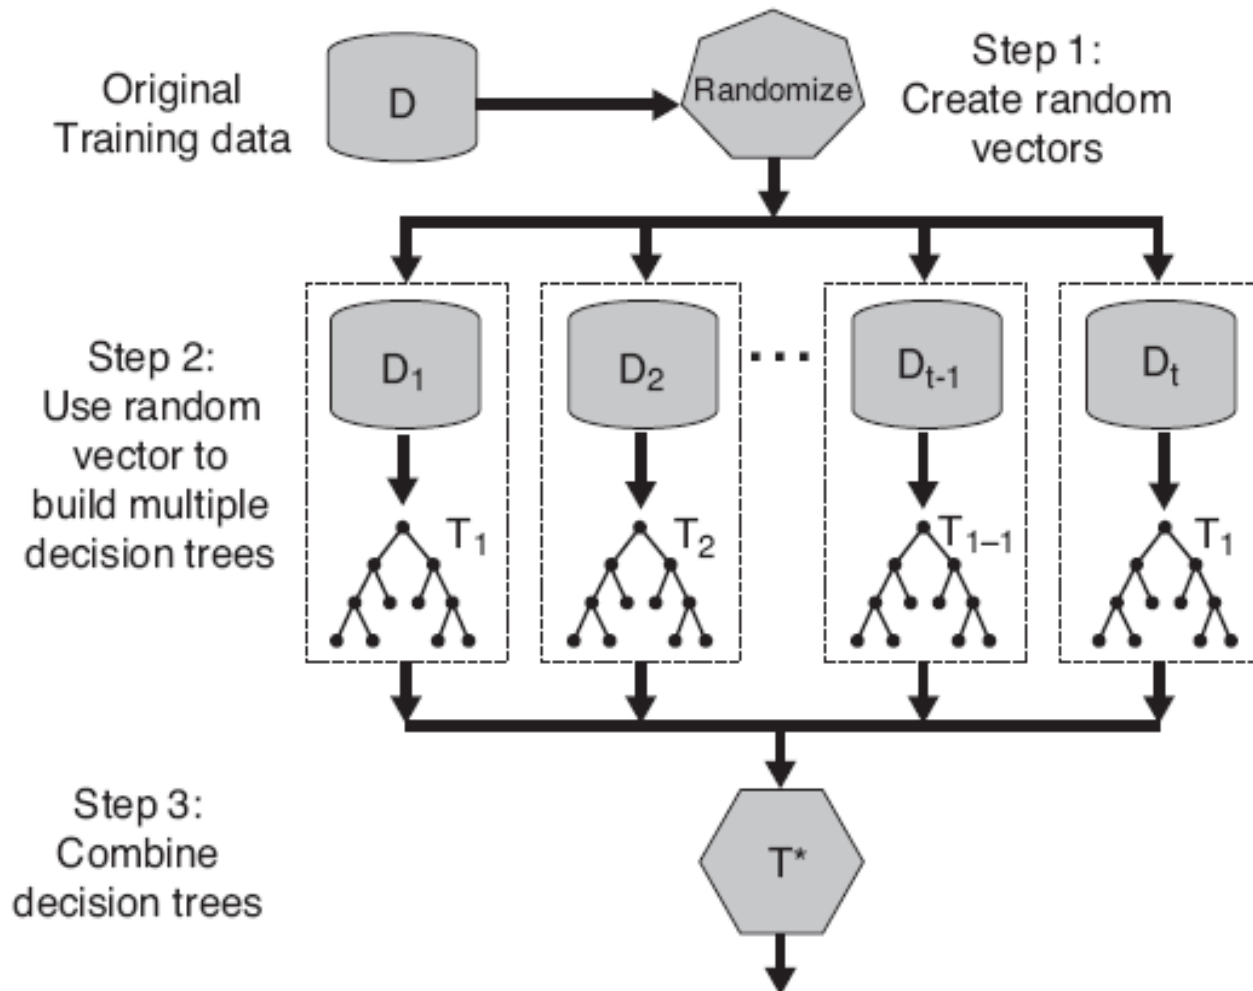 Original
Training data
D
Randomize
Step 1:
Create random
vectors
Step 2:
Use random
vector to
build multiple
decision trees
D₁
D₂
...
Dₜ₋₁
Dₜ
T₁
T₂
T₁₋₁
T₁
Step 3:
Combine
decision trees
T*